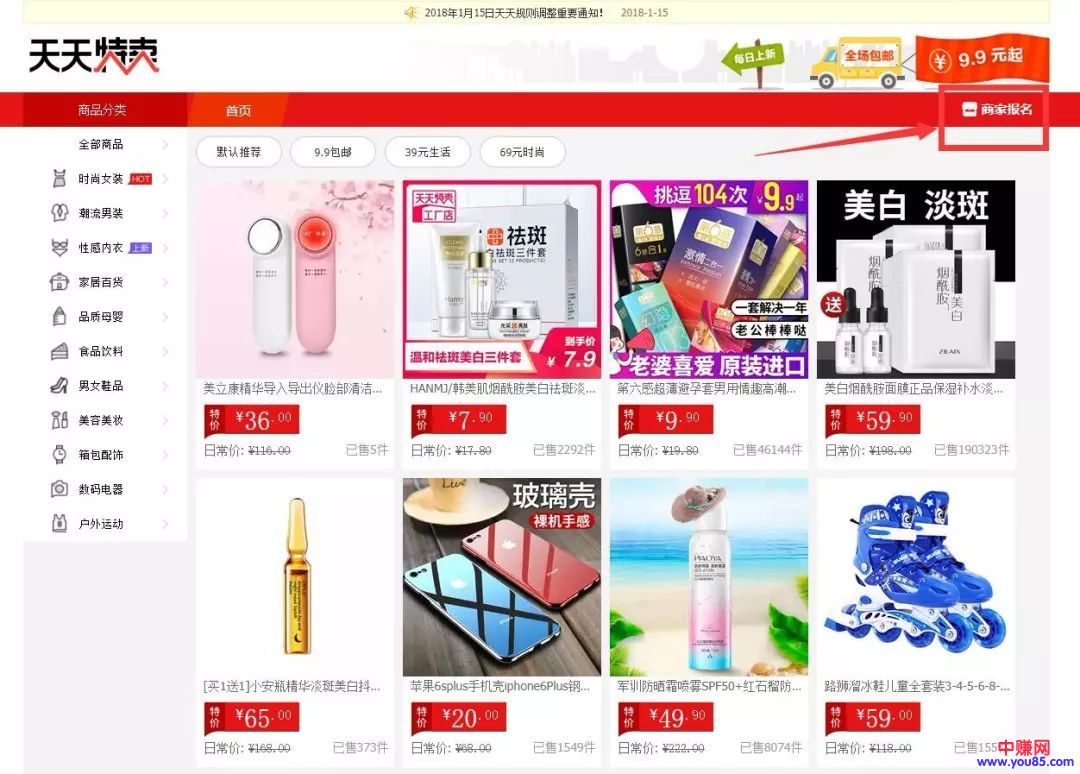 2018年1月15日天天规则调整重要通知! 2018-1-15
天天特卖
每日上新
全场包邮
¥ 9.9元起
商品分类
首页
商家报名
全部商品
时尚女装 HOT
潮流男装
性感内衣 上新
家居百货
品质母婴
食品饮料
男女鞋品
美容美妆
箱包配饰
数码电器
户外运动
默认推荐 9.9包邮 39元生活 69元时尚
天天特卖
工厂店
祛斑
白祛斑三件套
温和祛斑美白三件套
到手价
¥ 7.9
挑逗104次 ¥9.9起
第6感
激情二合一
一套解决一年
老公棒棒哒
老婆喜爱 原装进口
美白 淡斑
烟酰胺
美白
送
ZILAIX
美立康精华导入导出仪脸部清洁...
特价 ¥36.00
日常价: ¥116.00 已售5件
HANMJ/韩美肌烟酰胺美白祛斑淡...
特价 ¥7.90
日常价: ¥17.80 已售2292件
第六感超薄避孕套男用情趣高潮...
特价 ¥9.90
日常价: ¥19.80 已售46144件
美白烟酰胺面膜正品保湿补水淡...
特价 ¥59.90
日常价: ¥198.00 已售190323件
玻璃壳
裸机手感
PIAOYA
[买1送1]小安瓶精华淡斑美白抖...
特价 ¥65.00
日常价: ¥168.00 已售373件
苹果6splus手机壳iphone6Plus钢...
特价 ¥20.00
日常价: ¥68.00 已售1549件
军训防晒霜喷雾SPF50+红石榴防...
特价 ¥49.90
日常价: ¥222.00 已售8074件
路狮溜冰鞋儿童全套装3-4-5-6-8-...
特价 ¥59.00
日常价: ¥118.00 已售155
中赚网
www.you85.com